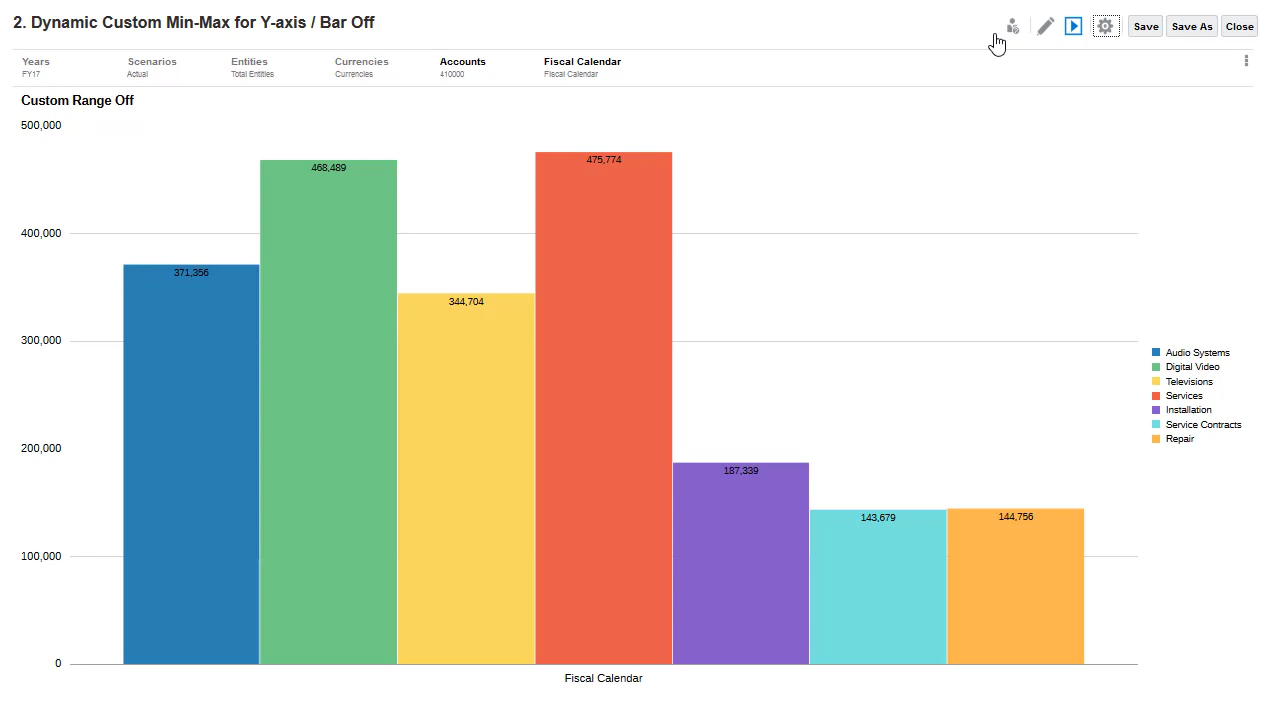 2. Dynamic Custom Min-Max for Y-axis / Bar Off
Save Save As Close
Years Scenarios Entities Currencies Accounts Fiscal Calendar
FY17 Actual Total Entities Currencies 410000 Fiscal Calendar
Custom Range Off
500,000
475,774
468,489
400,000
371,356
344,704
300,000
Audio Systems
Digital Video
Televisions
Services
Installation
Service Contracts
Repair
200,000
187,339
143,679
144,756
100,000
0
Fiscal Calendar